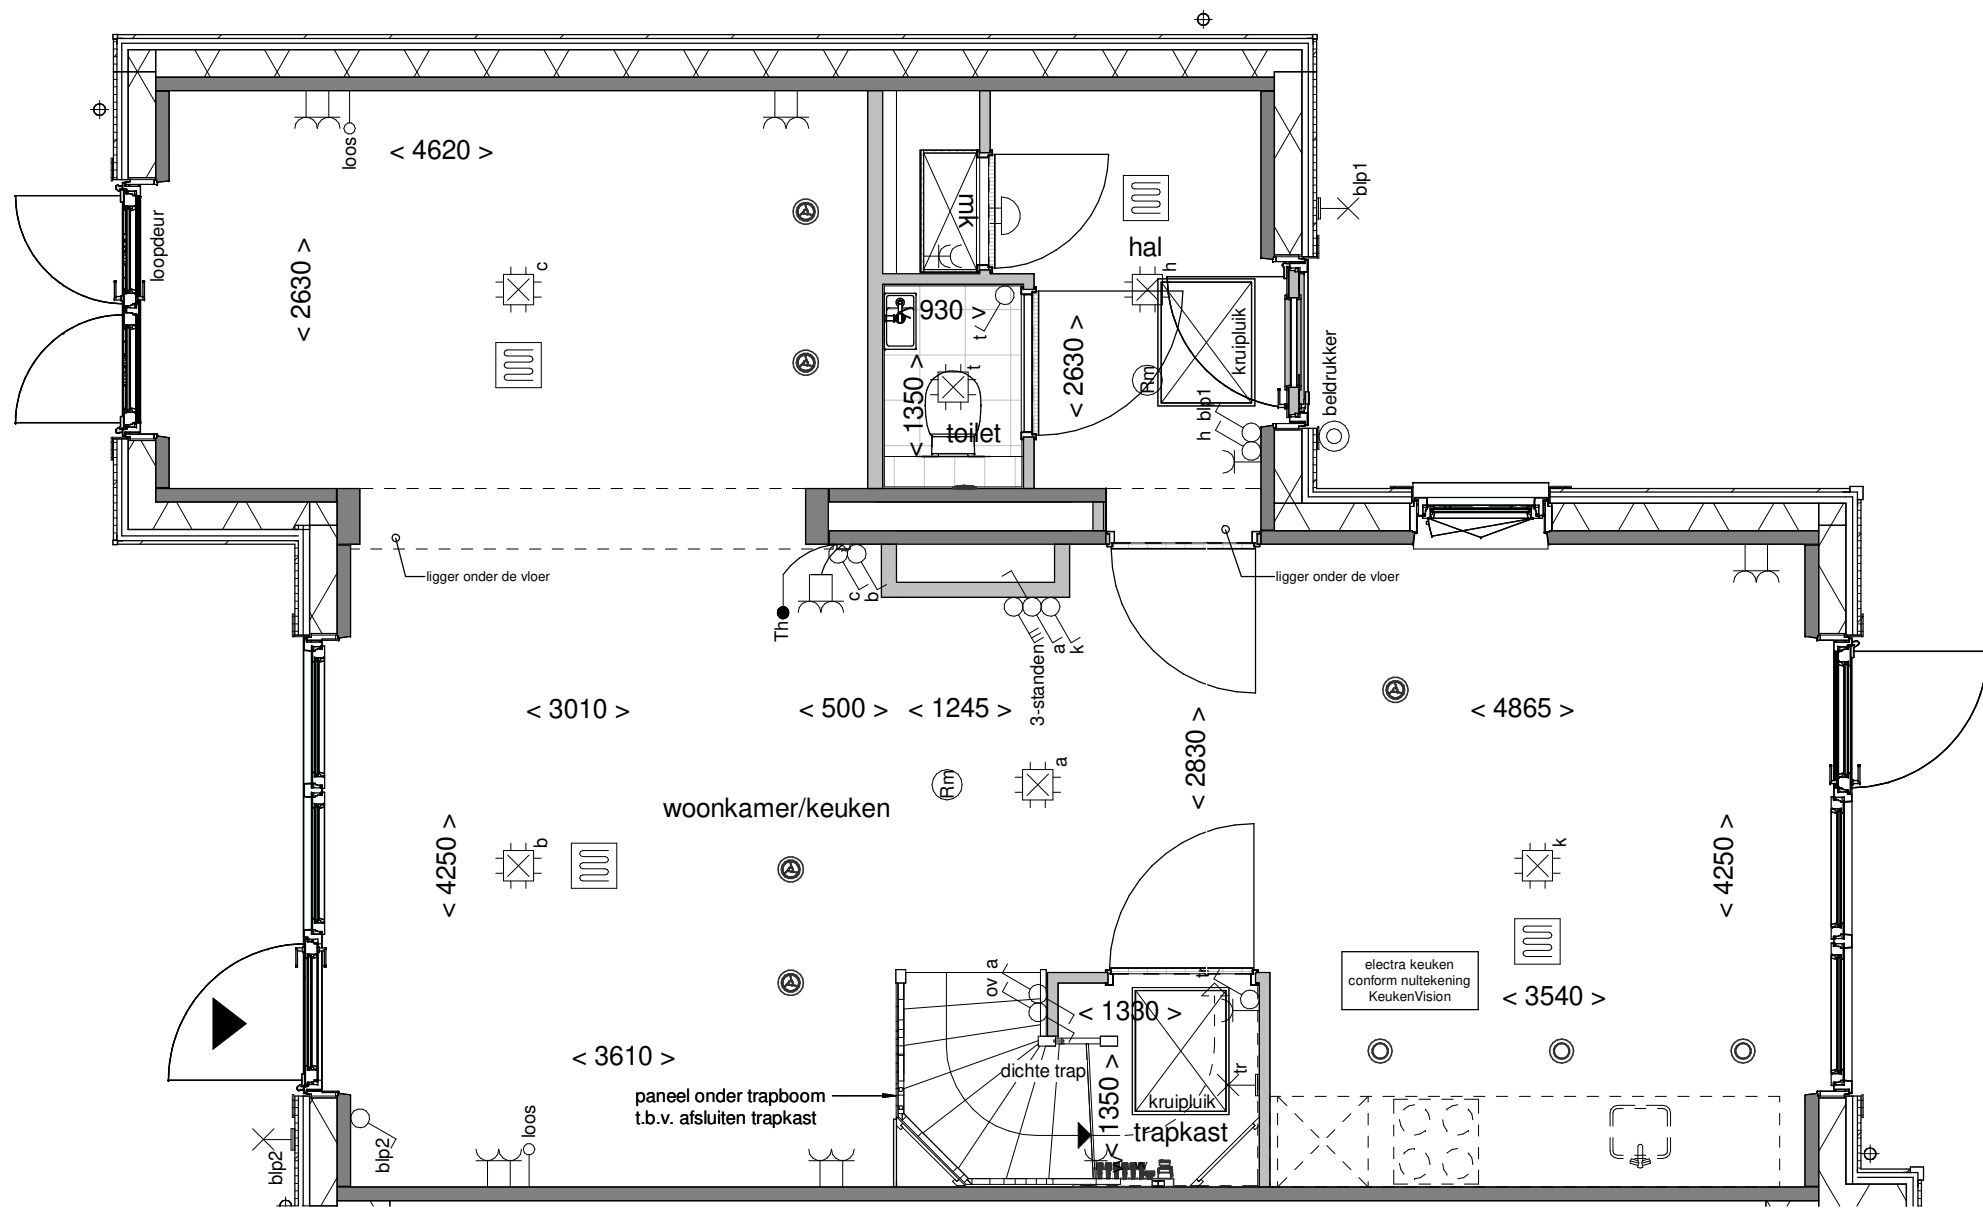 blp1
loos
< 4620 >
loopdeur
mk
hal
h
c
< 2630 >
< 930 >
t v
kruipluik
< 2630 >
beldrukker
t
< 1350 >
Rm
toilet
h blp1
ligger onder de vloer
ligger onder de vloer
c
b
Th
3-standen
a
k
< 3010 >
< 500 >
< 1245 >
< 4865 >
< 2830 >
Rm
a
woonkamer/keuken
< 4250 >
b
k
< 4250 >
ov a
tr
electra keuken
conform nultekening
KeukenVision
< 3540 >
< 1330 >
< 3610 >
dichte trap
tr
paneel onder trapboom
t.b.v. afsluiten trapkast
< 1350 >
kruipluik
trapkast
blp2
blp2
loos